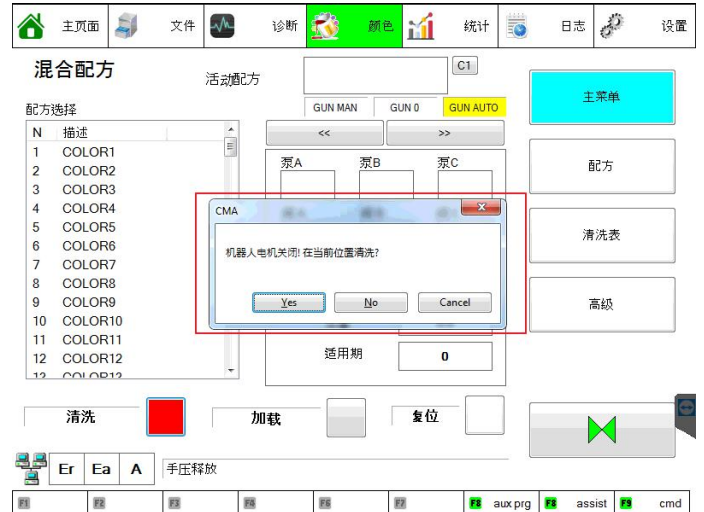 主页面 文件 诊断 颜色 统计 日志 设置
混合配方 活动配方 C1
配方选择 GUN MAN GUN 0 GUN AUTO
N 描述 << >>
1 COLOR1
2 COLOR2
3 COLOR3
4 COLOR4
5 COLOR5
6 COLOR6
7 COLOR7
8 COLOR8
9 COLOR9
10 COLOR10
11 COLOR11
12 COLOR12
13 COLOR13
泵A 泵B 泵C
CMA
机器人电机关闭! 在当前位置清洗?
Yes No Cancel
适用期 0
主菜单
配方
清洗表
高级
清洗 加载 复位
Er Ea A 手压释放
F1 F2 F3 F4 F6 F7 F8 aux prg F8 assist F9 cmd